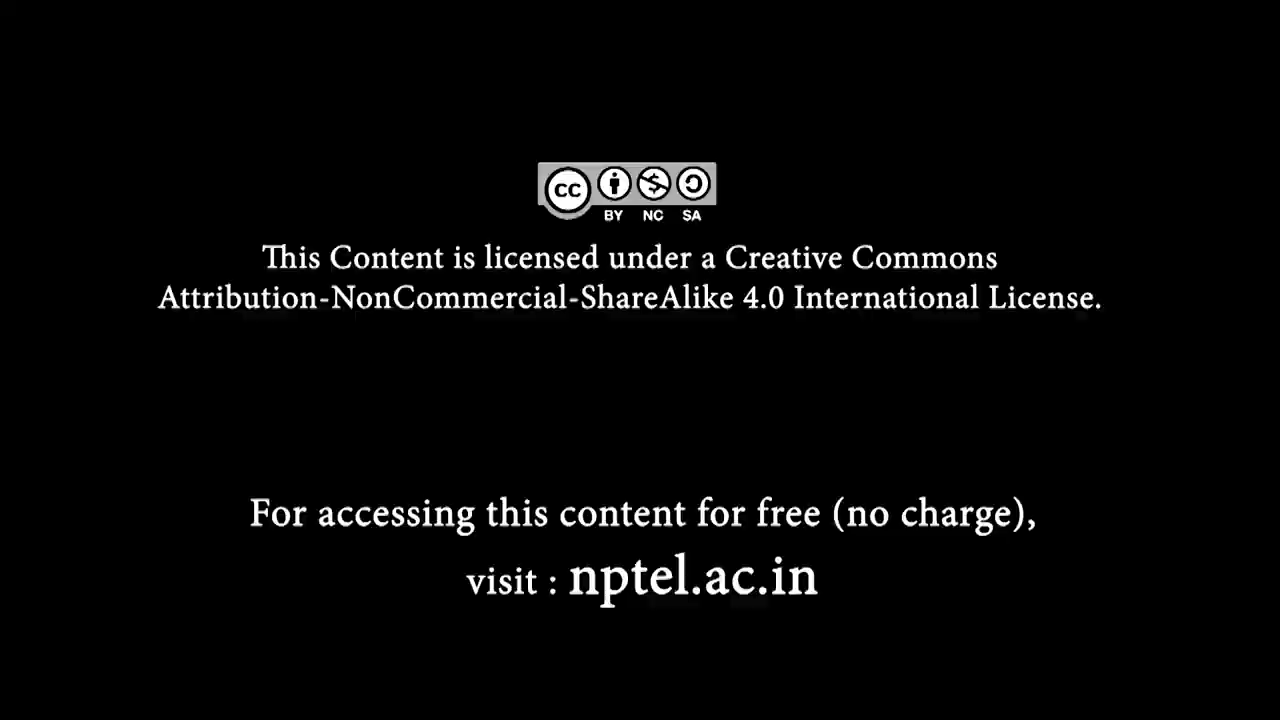 cc
BY NC SA
This Content is licensed under a Creative Commons
Attribution-NonCommercial-ShareAlike 4.0 International License.
For accessing this content for free (no charge),
visit : nptel.ac.in